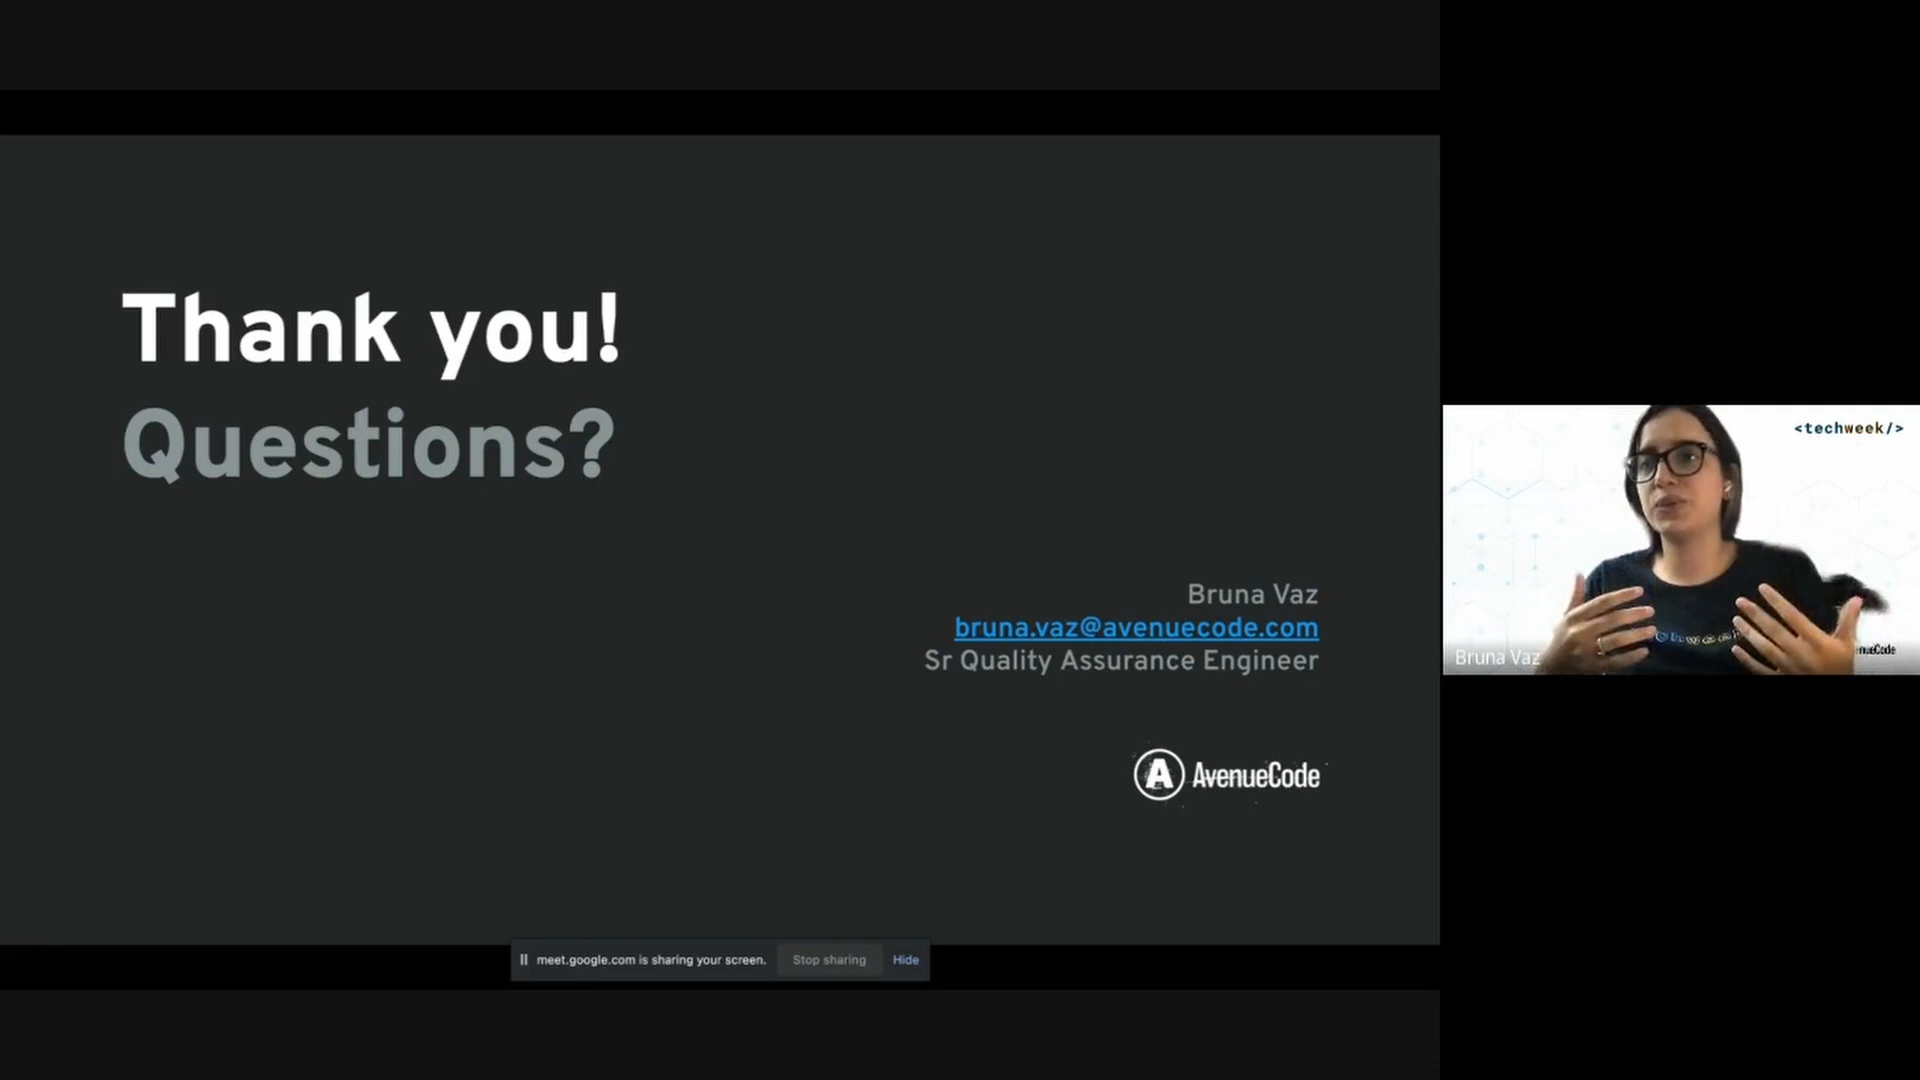 Thank you!
Questions?
Bruna Vaz
bruna.vaz@avenuecode.com
Sr Quality Assurance Engineer
A AvenueCode
meet.google.com is sharing your screen. Stop sharing Hide
<techweek/>
Bruna Vaz